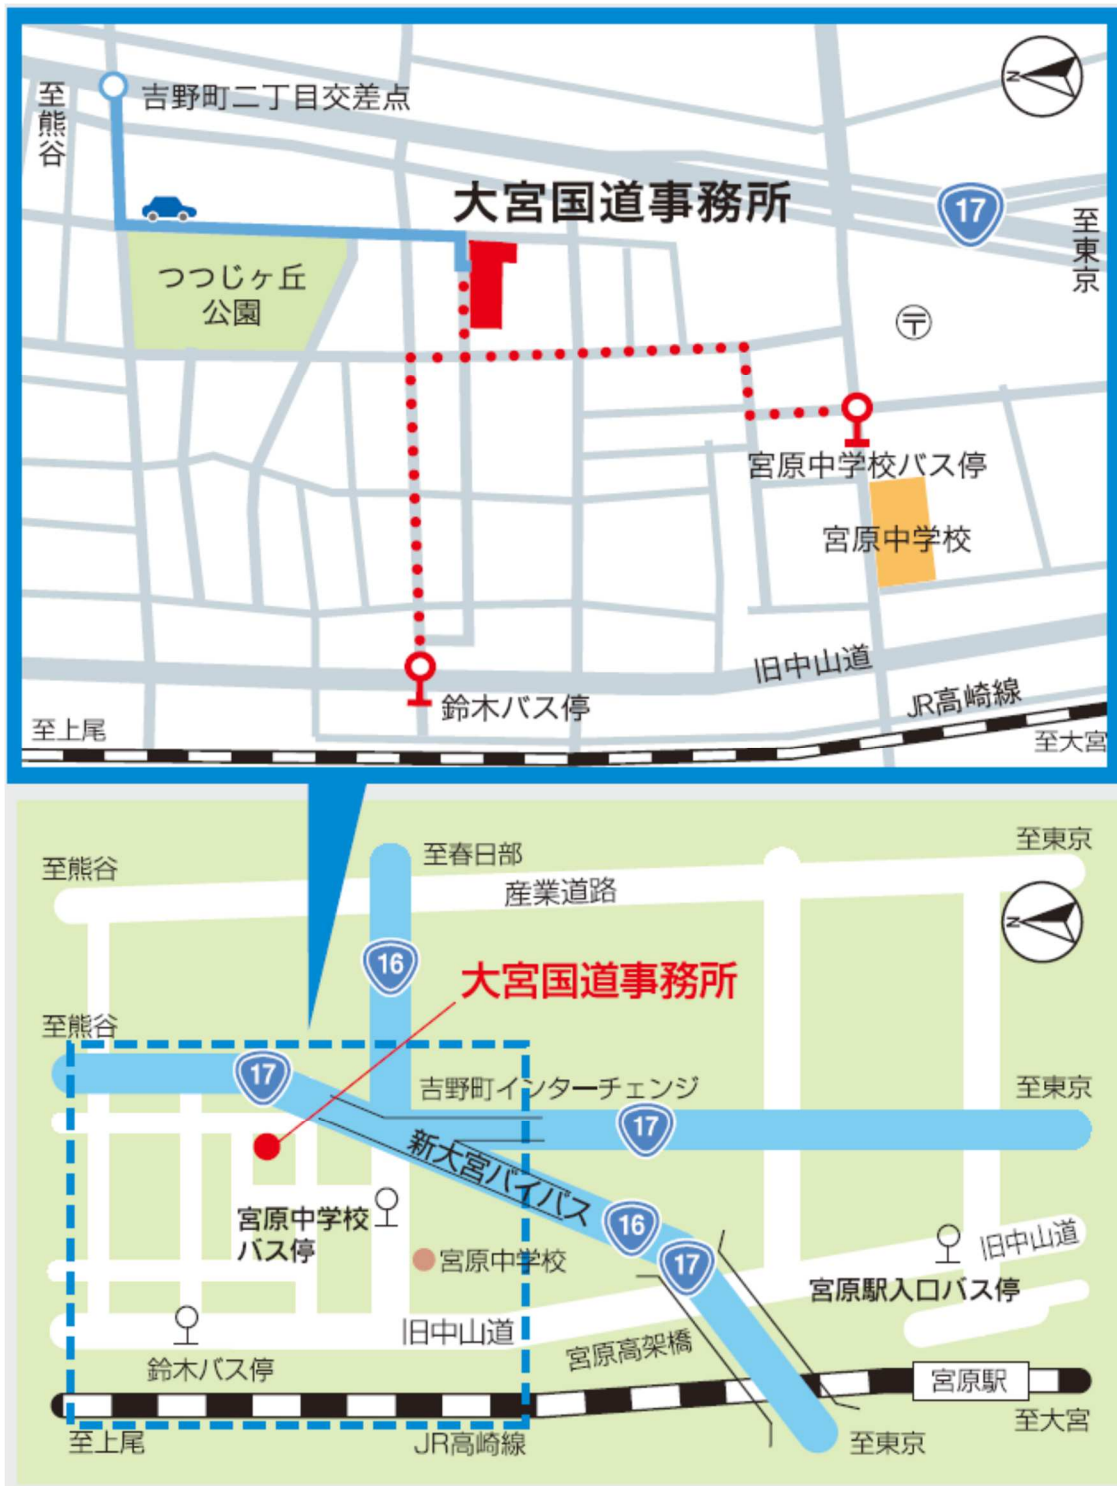 至熊谷
吉野町二丁目交差点
N
大宮国道事務所
17
至東京
つつじヶ丘
公園
〒
宮原中学校バス停
宮原中学校
旧中山道
鈴木バス停
JR高崎線
至上尾
至大宮
至熊谷
至春日部
産業道路
至東京
N
16
大宮国道事務所
至熊谷
17
吉野町インターチェンジ
17
至東京
新大宮バイパス
宮原中学校
バス停
16
17
宮原中学校
旧中山道
宮原駅入口バス停
旧中山道
宮原高架橋
鈴木バス停
宮原駅
至上尾
JR高崎線
至東京
至大宮